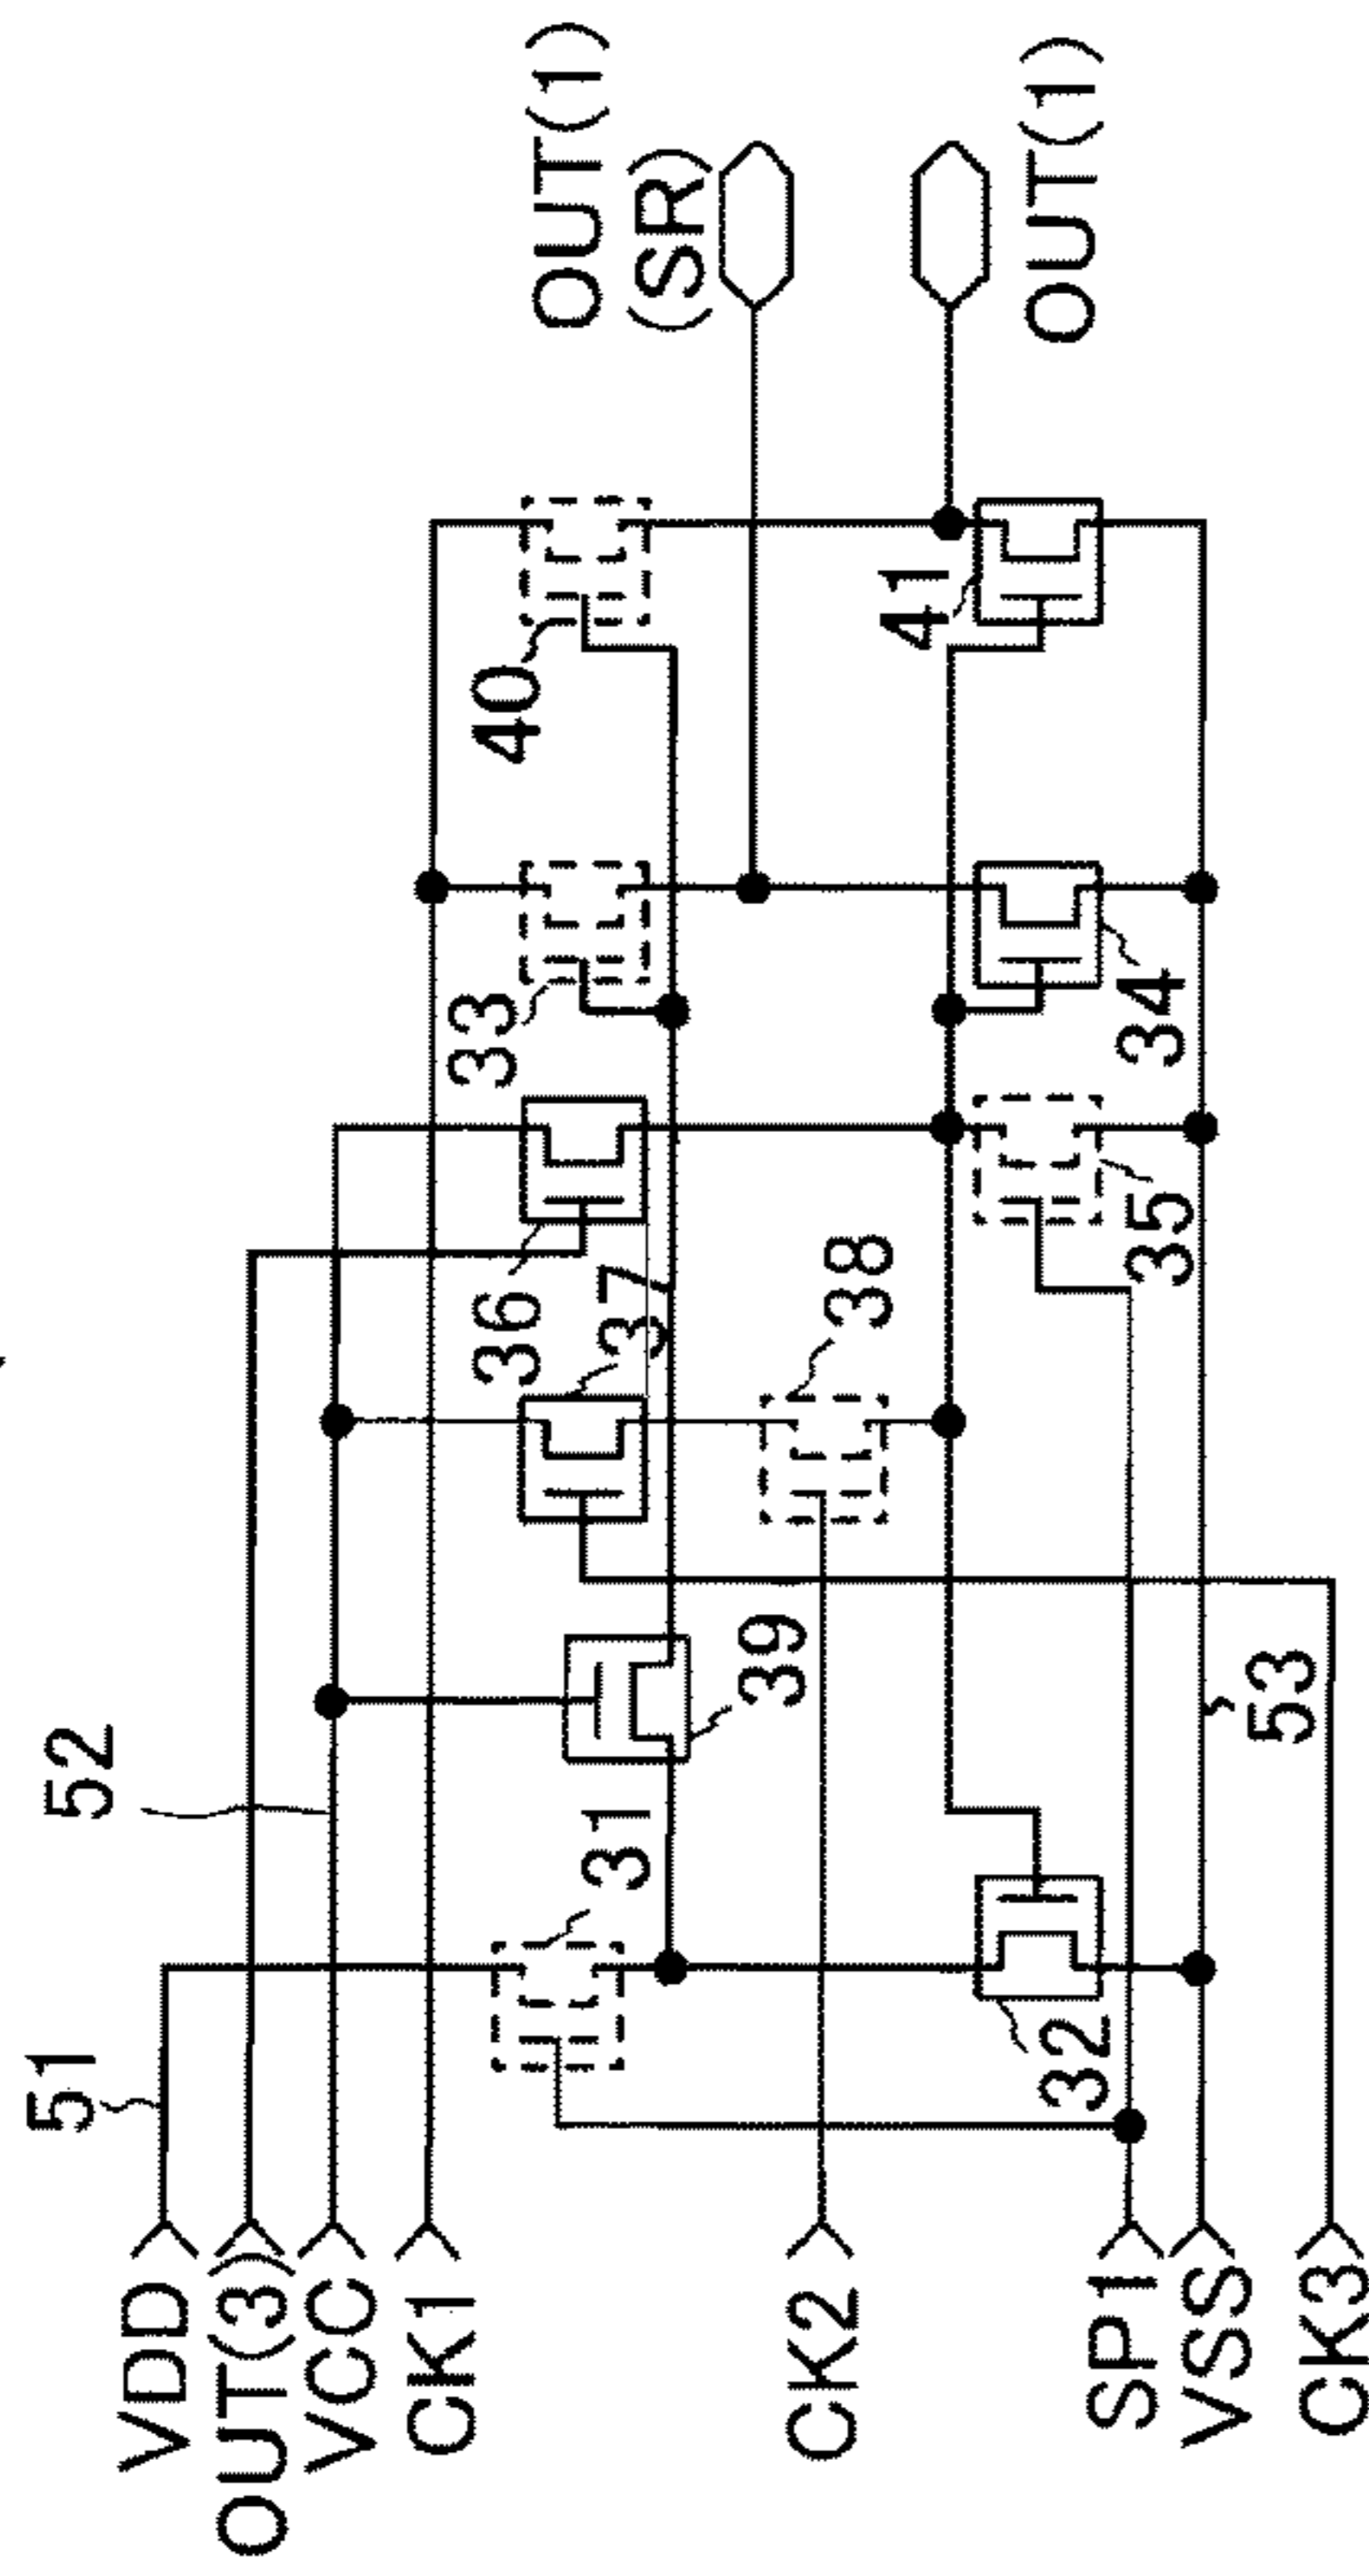 VDD
OUT(3)
VCC
CK1
CK2
SP1
VSS
CK3
51
52
31
32
39
53
37
38
36
35
33
34
40
41
OUT(1)
(SR)
OUT(1)